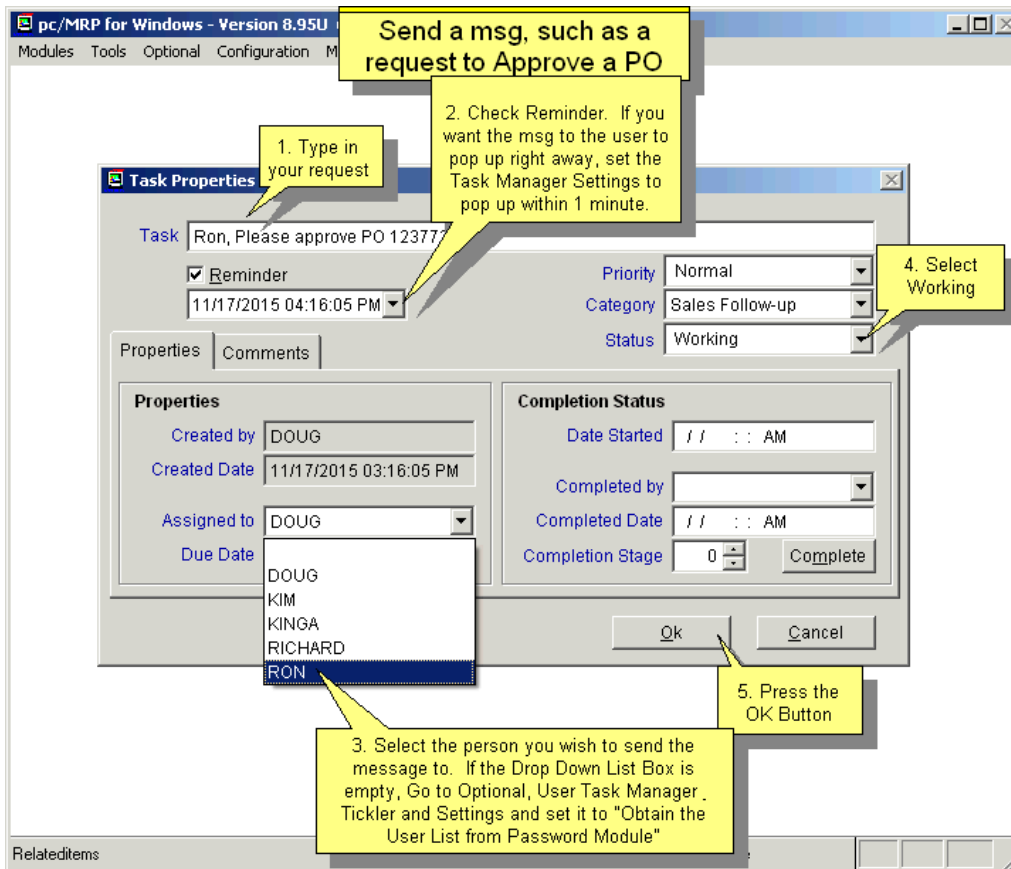 pc/MRP for Windows - Version 8.95U
Send a msg, such as a
request to Approve a PO
Modules Tools Optional Configuration M
2. Check Reminder. If you
want the msg to the user to
pop up right away, set the
Task Manager Settings to
pop up within 1 minute.
1. Type in
your request
Task Properties
Task Ron, Please approve PO 12377
Reminder
11/17/2015 04:16:05 PM
Priority Normal
Category Sales Follow-up
Status Working
4. Select
Working
Properties Comments
Properties
Created by DOUG
Created Date 11/17/2015 03:16:05 PM
Assigned to DOUG
Due Date
DOUG
KIM
KINGA
RICHARD
RON
Completion Status
Date Started / / : : AM
Completed by
Completed Date / / : : AM
Completion Stage 0 Complete
Ok Cancel
5. Press the
OK Button
3. Select the person you wish to send the
message to. If the Drop Down List Box is
empty, Go to Optional, User Task Manager
Tickler and Settings and set it to "Obtain the
User List from Password Module"
Relateditems